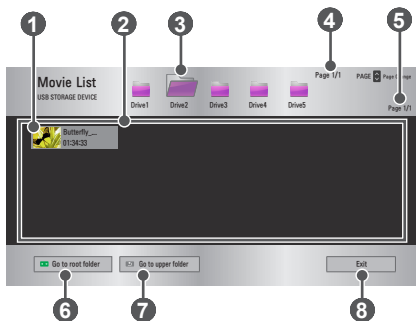 1
2
3
4
5
Movie List
USB STORAGE DEVICE
Drive1
Drive2
Drive3
Drive4
Drive5
Page 1/1
PAGE
Page Change
Page 1/1
Butterfly_...
01:34:33
Go to root folder
Go to upper folder
Exit
6
7
8